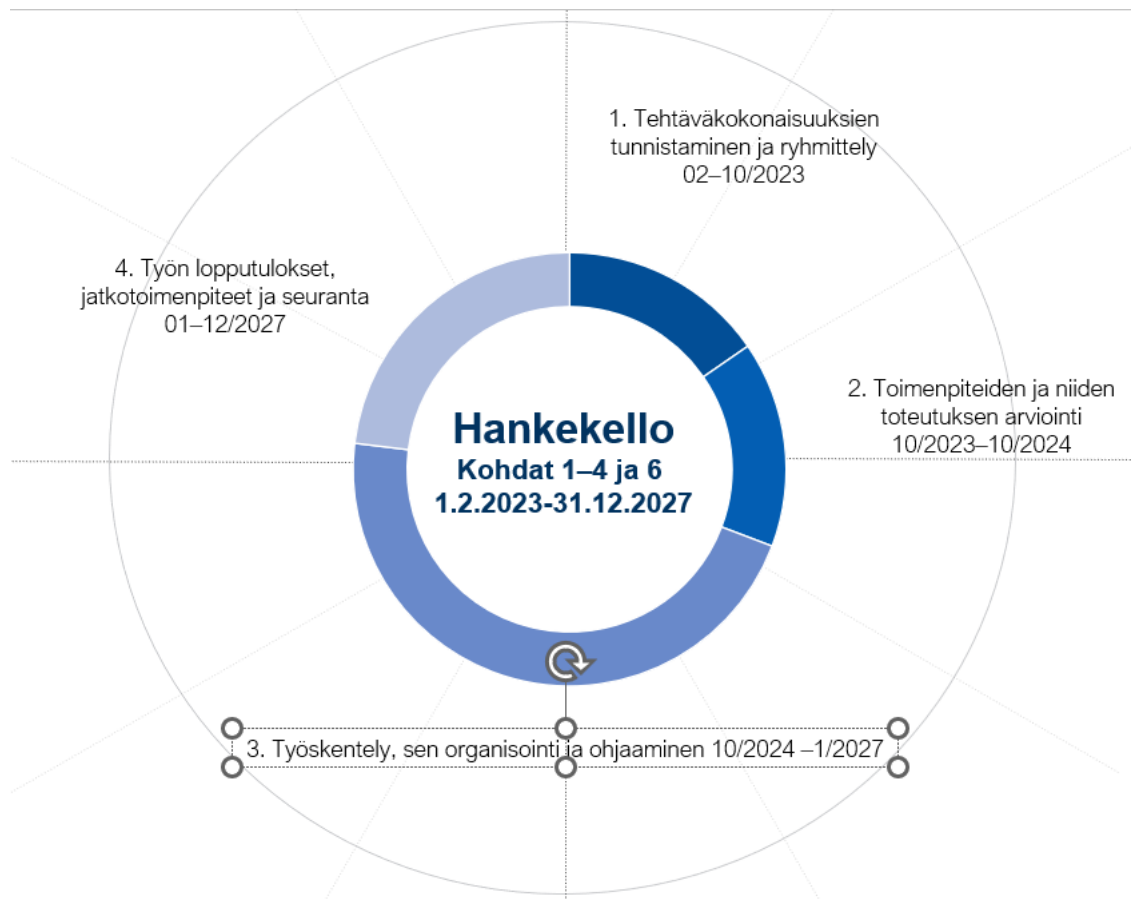 1. Tehtäväkokonaisuuksien
tunnistaminen ja ryhmittely
02–10/2023
4. Työn lopputulokset,
jatkotoimenpiteet ja seuranta
01–12/2027
2. Toimenpiteiden ja niiden
toteutuksen arviointi
10/2023–10/2024
Hankekello
Kohdat 1–4 ja 6
1.2.2023-31.12.2027
3. Työskentely, sen organisointi ja ohjaaminen 10/2024 –1/2027